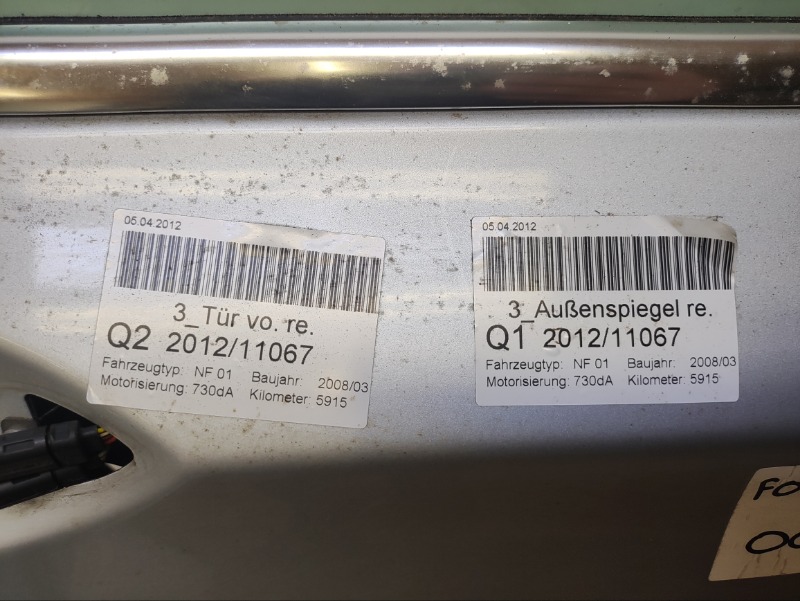 05.04.2012
3_Tür vo. re.
Q2 2012/11067
Fahrzeugtyp: NF 01 Baujahr: 2008/03
Motorisierung: 730dA Kilometer: 5915
05.04.2012
3_Außenspiegel re.
Q1 2012/11067
Fahrzeugtyp: NF 01 Baujahr: 2008/03
Motorisierung: 730dA Kilometer: 5915